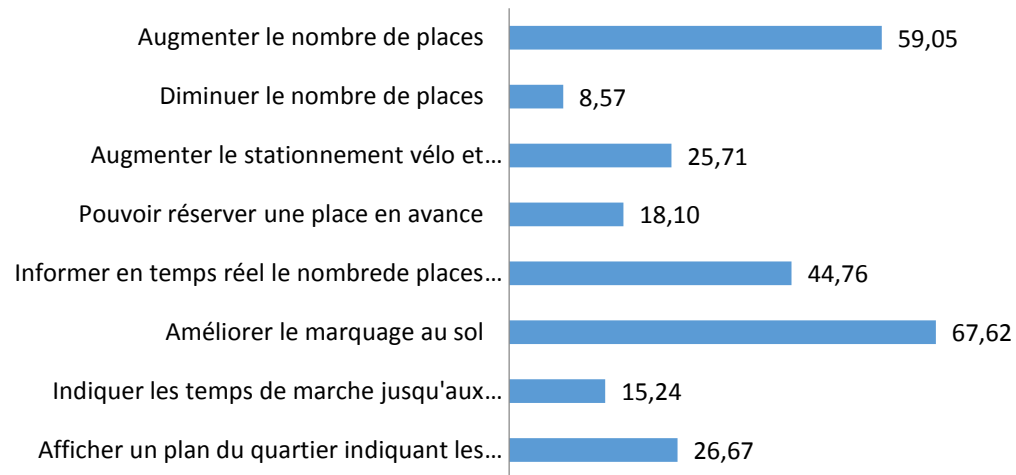 Augmenter le nombre de places 59,05
Diminuer le nombre de places 8,57
Augmenter le stationnement vélo et… 25,71
Pouvoir réserver une place en avance 18,10
Informer en temps réel le nombrede places… 44,76
Améliorer le marquage au sol 67,62
Indiquer les temps de marche jusqu'aux… 15,24
Afficher un plan du quartier indiquant les… 26,67